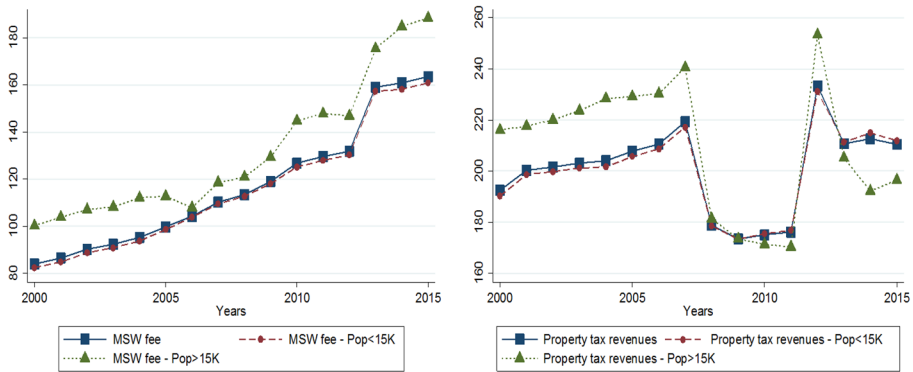 180
160
140
120
100
80
2000
2005
2010
2015
Years
MSW fee
MSW fee - Pop<15K
MSW fee - Pop>15K
260
240
220
200
180
160
2000
2005
2010
2015
Years
Property tax revenues
Property tax revenues - Pop<15K
Property tax revenues - Pop>15K